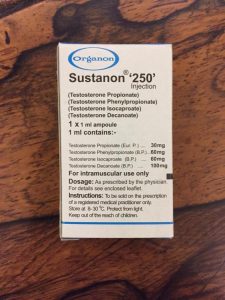 Organon
Sustanon® '250'
Injection
(Testosterone Propionate)
(Testosterone Phenylpropionate)
(Testosterone Isocaproate)
(Testosterone Decanoate)
1 x 1 ml ampoule
1 ml contains:-
Testosterone Propionate (Eur. P.) ..... 30mg
Testosterone Phenylpropionate (B.P.) ..60mg
Testosterone Isocaproate (B.P.) ..... 60mg
Testosterone Decanoate (B.P.) ..... 100mg
For intramuscular use only
Dosage: As prescribed by the physician.
For details see enclosed leaflet.
Instructions: To be sold on the prescription
of a registered medical practitioner only.
Store at 8-30°C. Protect from light.
Keep out of the reach of children.